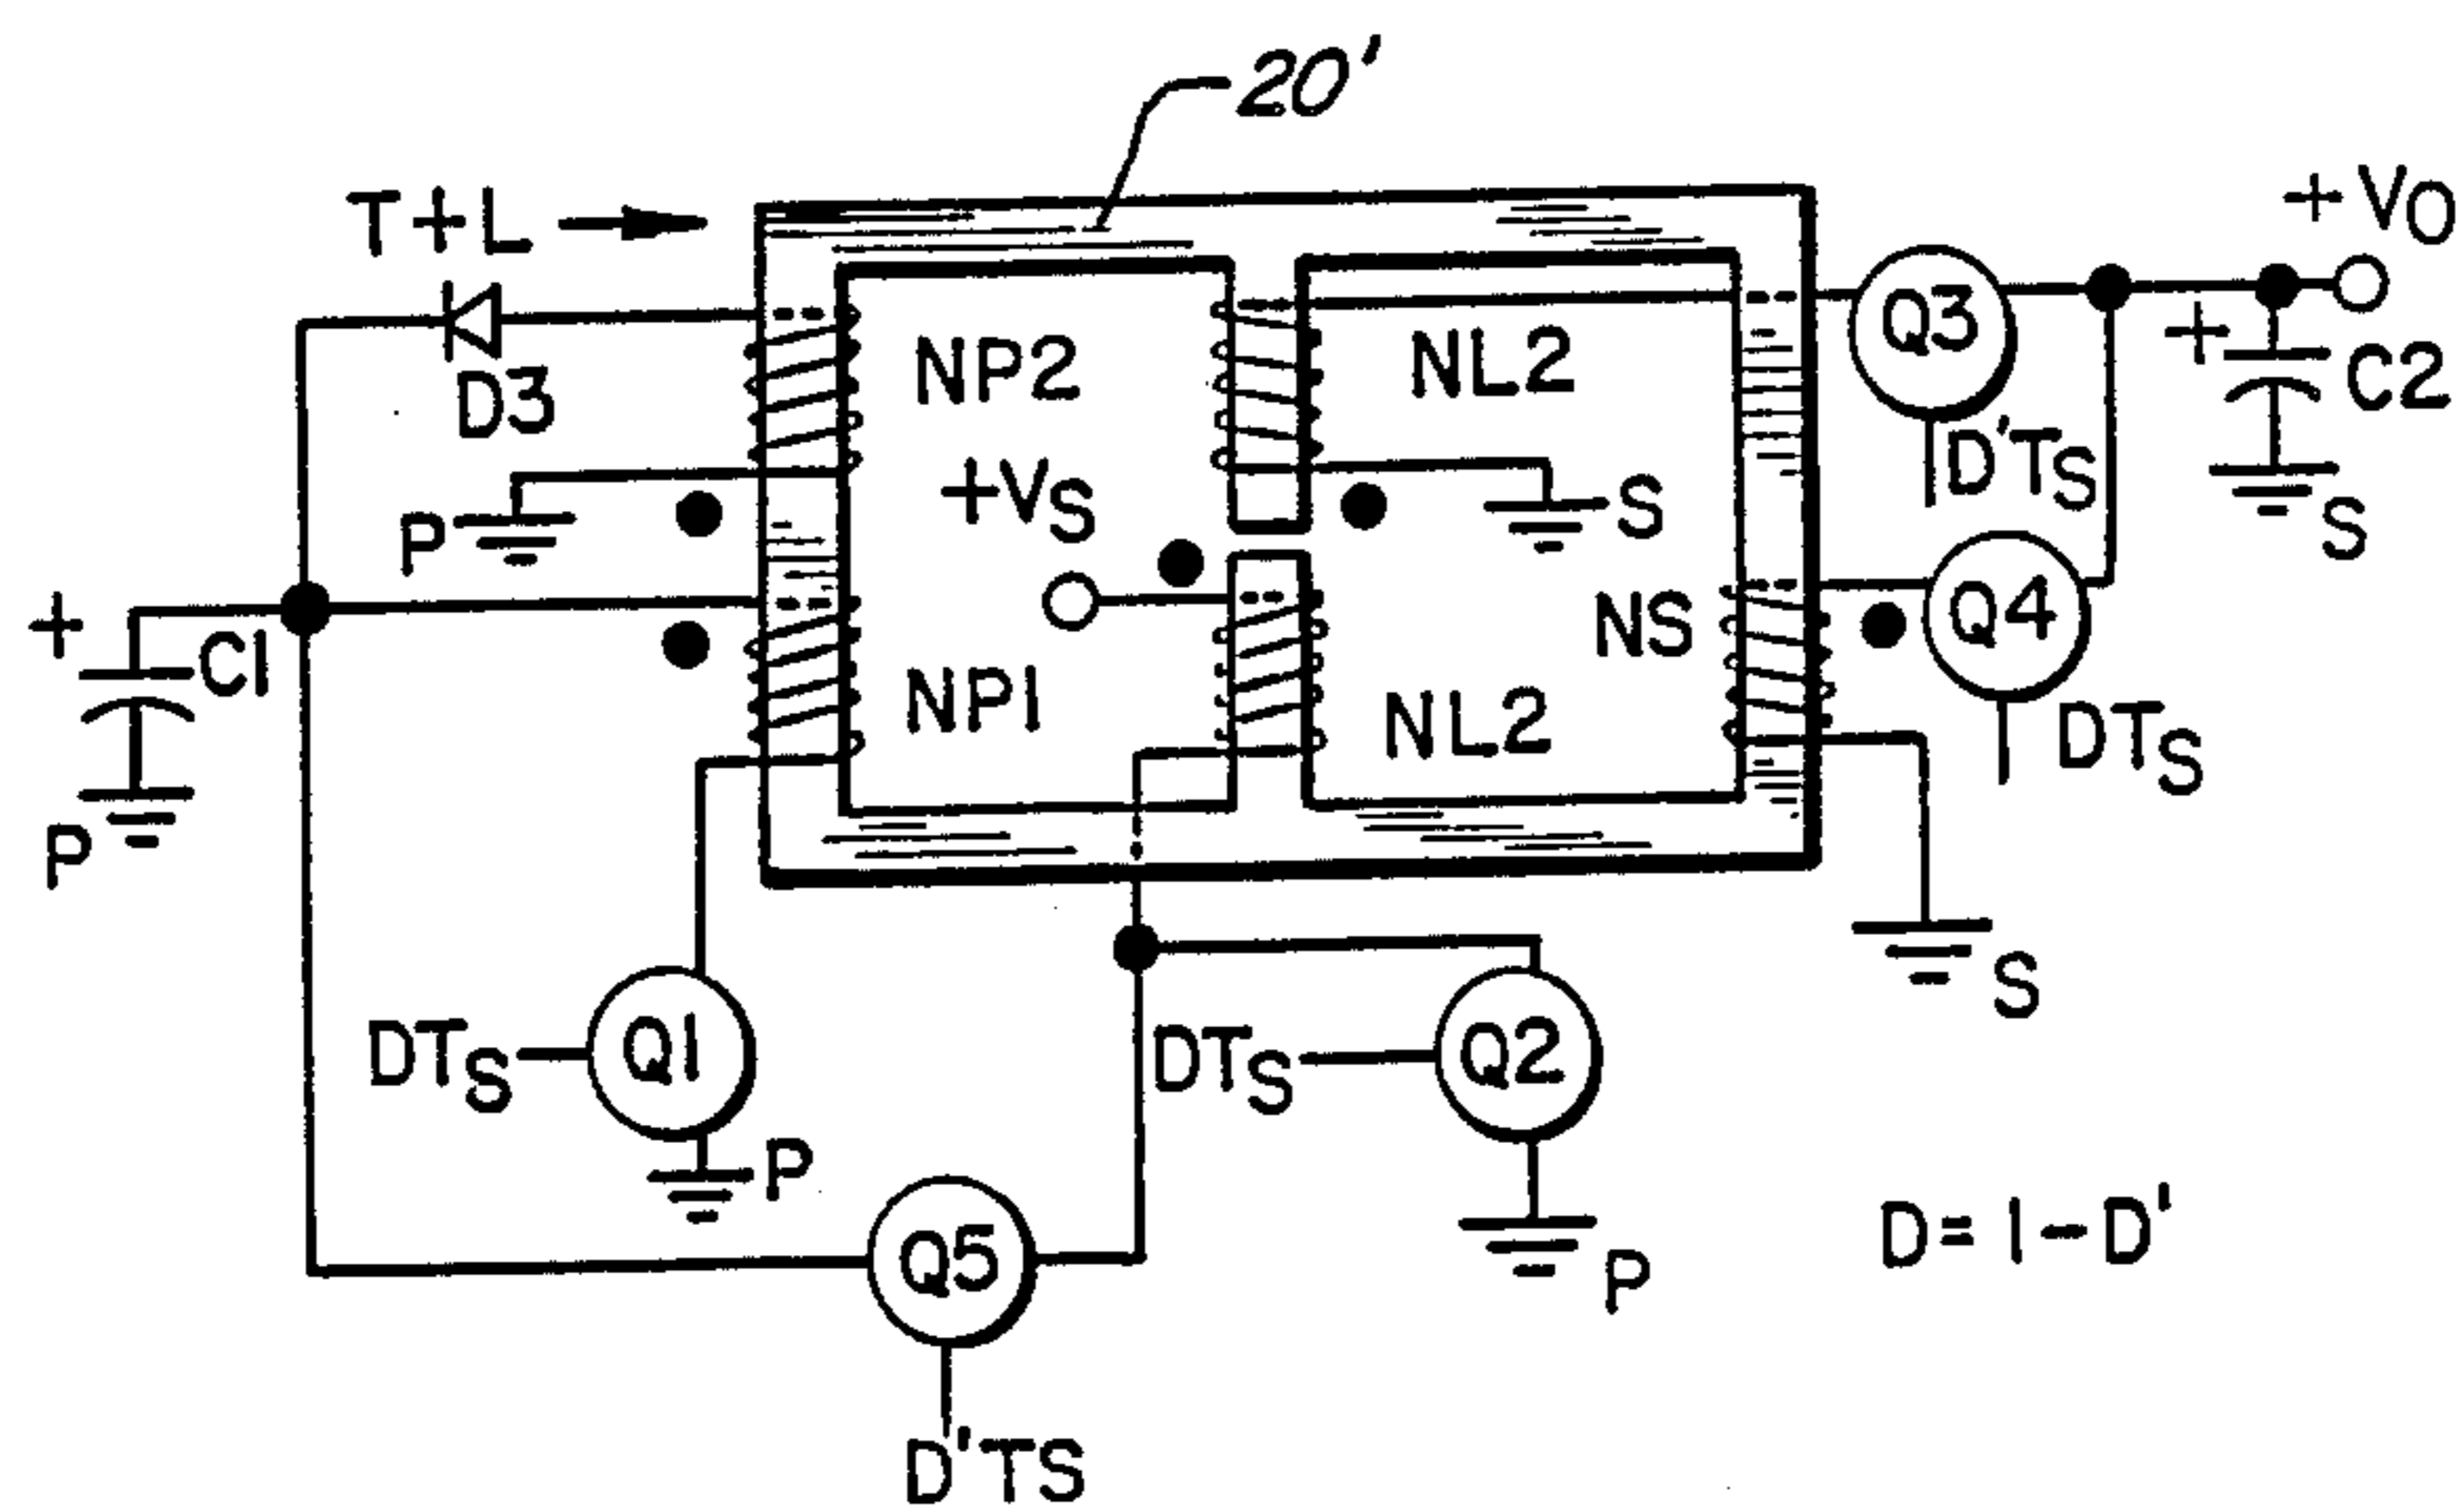 20'
T+L
+VO
Q3
+
C2
D3
NP2
NL2
D'TS
+VS
S
S
P
Q4
+
C1
NS
NP1
NL2
DTS
P
S
DTS
Q1
DTS
Q2
P
Q5
D=1-D'
P
D'TS